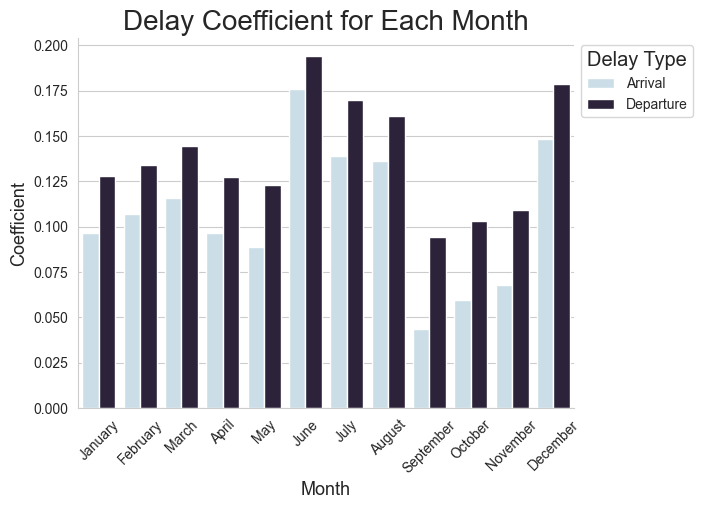 Delay Coefficient for Each Month
0.200
0.175
0.150
0.125
0.100
0.075
0.050
0.025
0.000
Coefficient
January
February
March
April
May
June
July
August
September
October
November
December
Month
Delay Type
Arrival
Departure